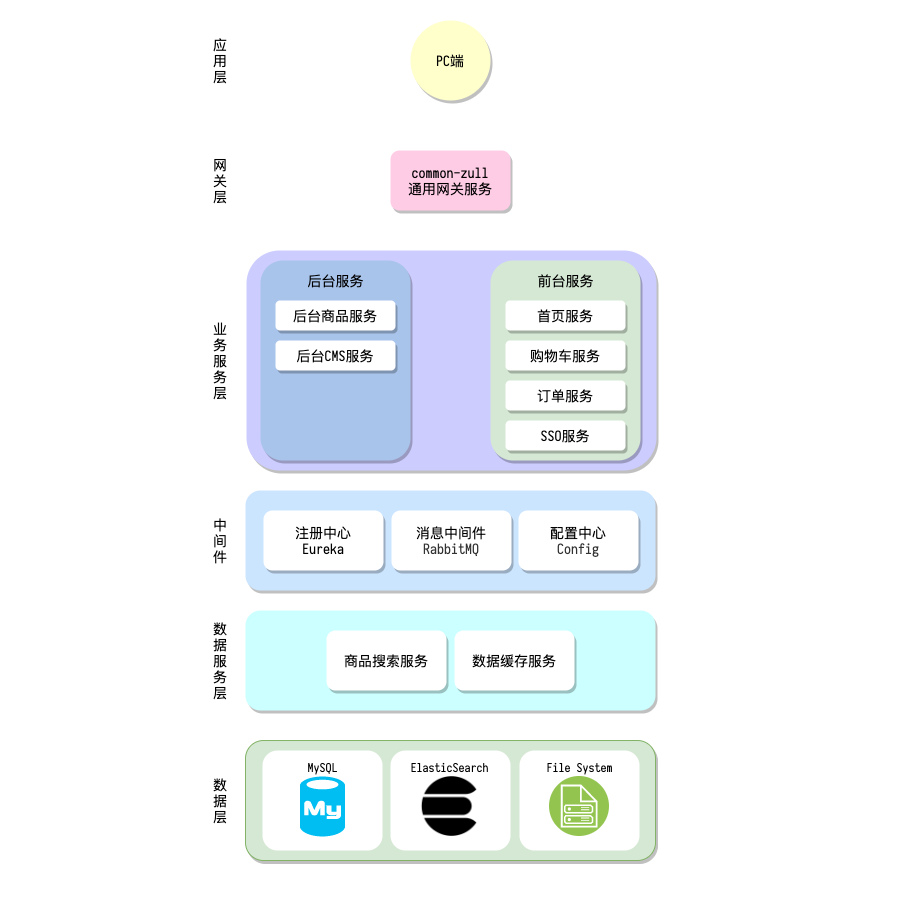 应用层
PC端
网关层
common-zull
通用网关服务
业务服务层
后台服务
后台商品服务
后台CMS服务
前台服务
首页服务
购物车服务
订单服务
SSO服务
中间件
注册中心
Eureka
消息中间件
RabbitMQ
配置中心
Config
数据服务层
商品搜索服务
数据缓存服务
数据层
MySQL
My
ElasticSearch
File System